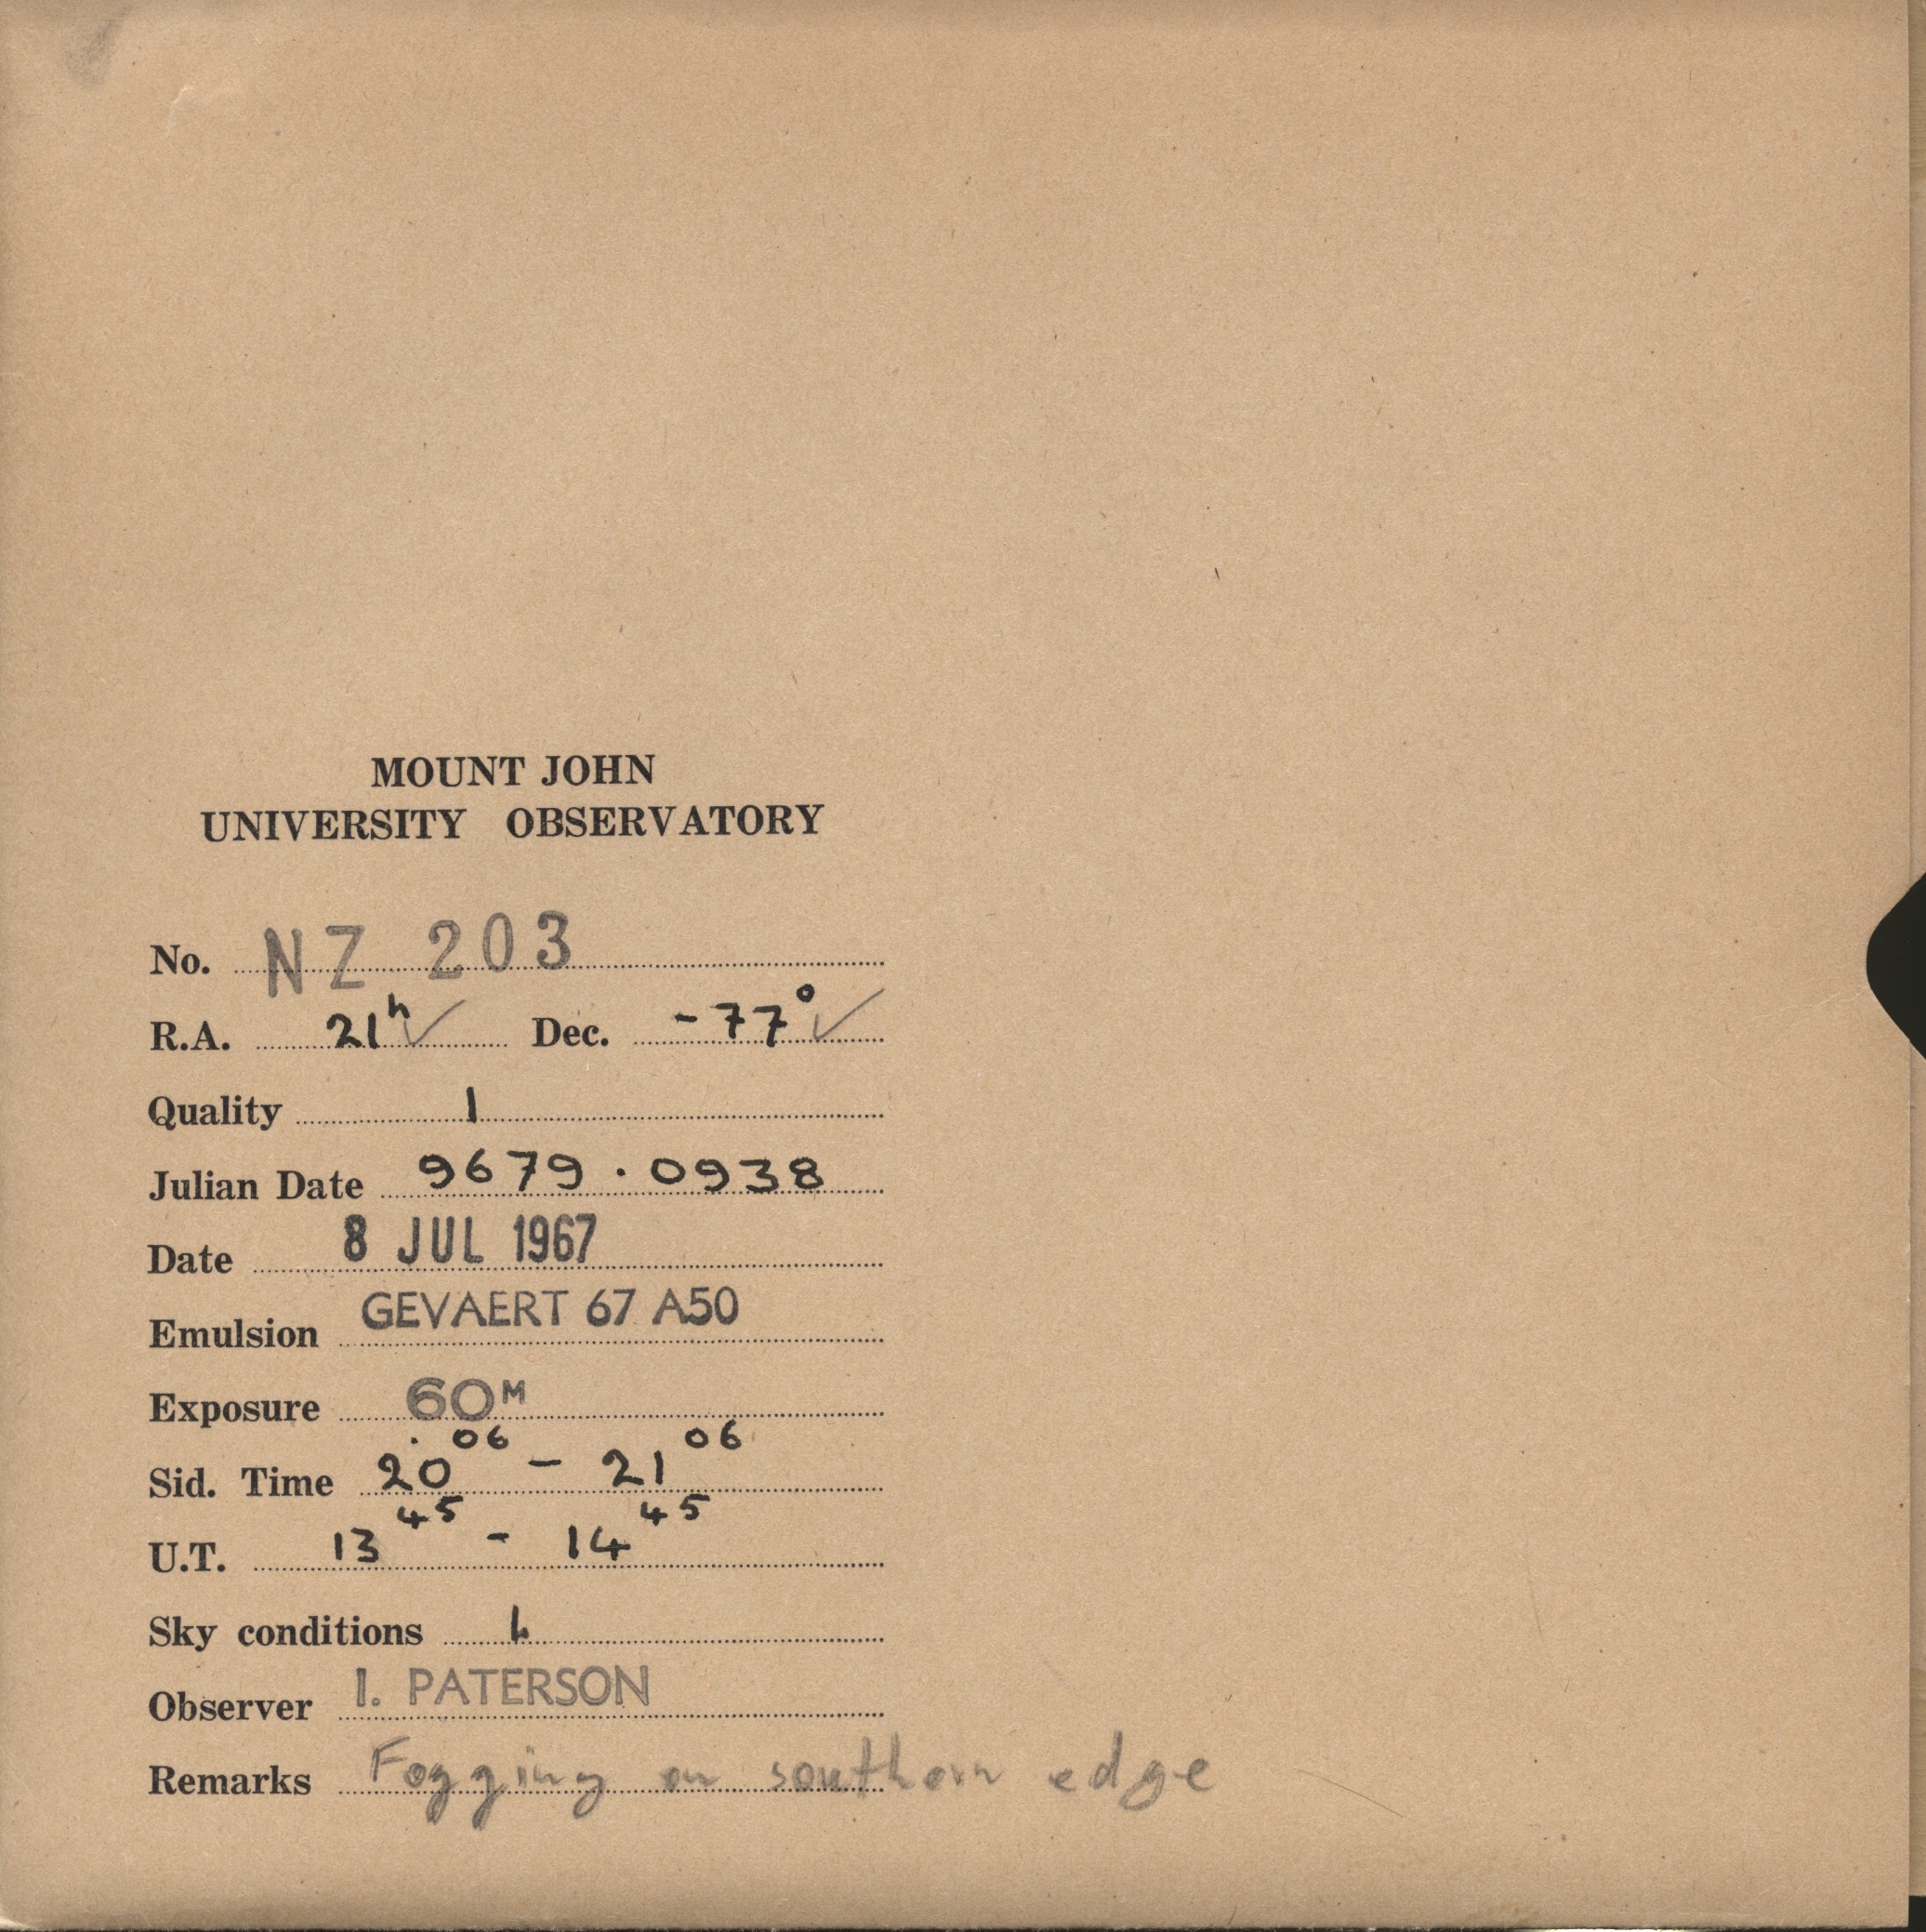 MOUNT JOHN
UNIVERSITY OBSERVATORY
No. NZ 203
R.A. 21h ✓ Dec. -77° ✓
Quality 1
Julian Date 9679.0938
Date 8 JUL 1967
Emulsion GEVAERT 67 A50
Exposure 60M
Sid. Time 20 06 - 21 06
U.T. 13 45 - 14 45
Sky conditions
Observer I. PATERSON
Remarks Fogging on southern edge